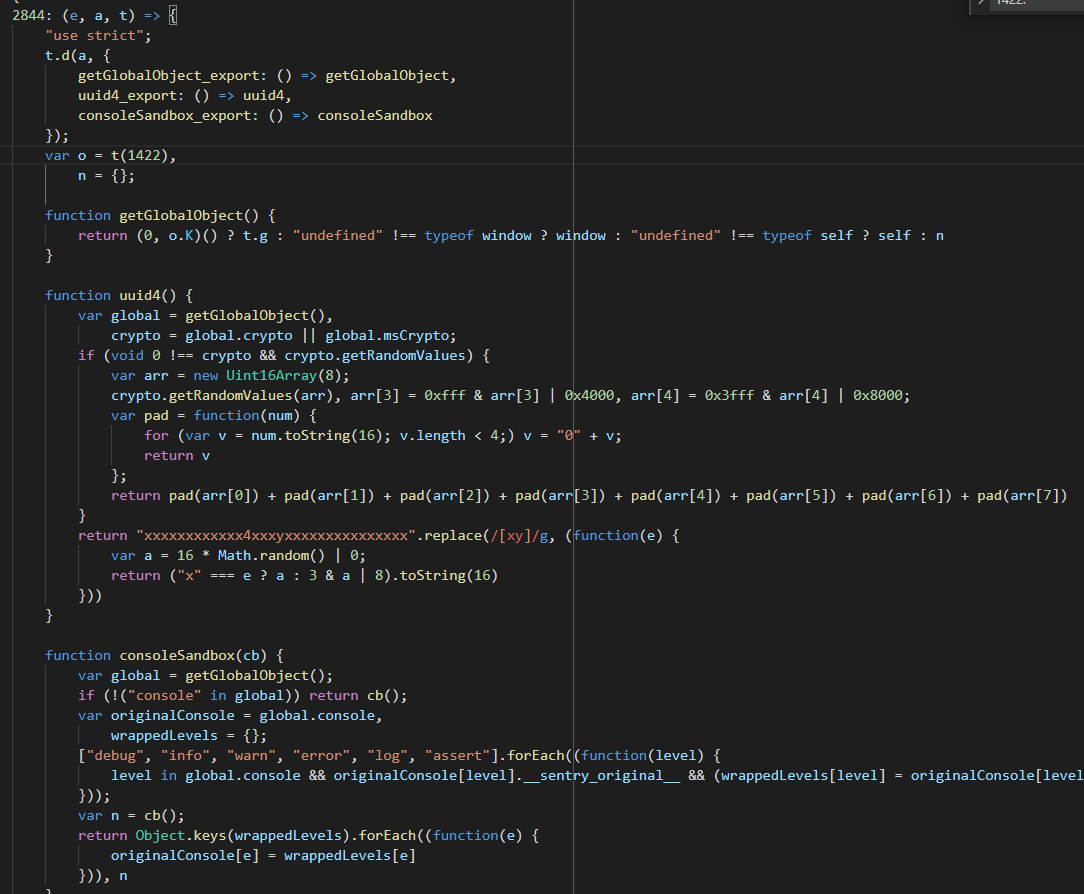 1422.
2844: (e, a, t) => {
"use strict";
t.d(a, {
getGlobalObject_export: () => getGlobalObject,
uuid4_export: () => uuid4,
consoleSandbox_export: () => consoleSandbox
});
var o = t(1422),
n = {};
function getGlobalObject() {
return (0, o.K)() ? t.g : "undefined" !== typeof window ? window : "undefined" !== typeof self ? self : n
}
function uuid4() {
var global = getGlobalObject(),
crypto = global.crypto || global.msCrypto;
if (void 0 !== crypto && crypto.getRandomValues) {
var arr = new Uint16Array(8);
crypto.getRandomValues(arr), arr[3] = 0xfff & arr[3] | 0x4000, arr[4] = 0x3fff & arr[4] | 0x8000;
var pad = function(num) {
for (var v = num.toString(16); v.length < 4;) v = "0" + v;
return v
};
return pad(arr[0]) + pad(arr[1]) + pad(arr[2]) + pad(arr[3]) + pad(arr[4]) + pad(arr[5]) + pad(arr[6]) + pad(arr[7])
}
return "xxxxxxxxxxxx4xxxyxxxxxxxxxxxxxxx".replace(/[xy]/g, (function(e) {
var a = 16 * Math.random() | 0;
return ("x" === e ? a : 3 & a | 8).toString(16)
}))
}
function consoleSandbox(cb) {
var global = getGlobalObject();
if (!("console" in global)) return cb();
var originalConsole = global.console,
wrappedLevels = {};
["debug", "info", "warn", "error", "log", "assert"].forEach((function(level) {
level in global.console && originalConsole[level].__sentry_original__ && (wrappedLevels[level] = originalConsole[level
}));
var n = cb();
return Object.keys(wrappedLevels).forEach((function(e) {
originalConsole[e] = wrappedLevels[e]
})), n